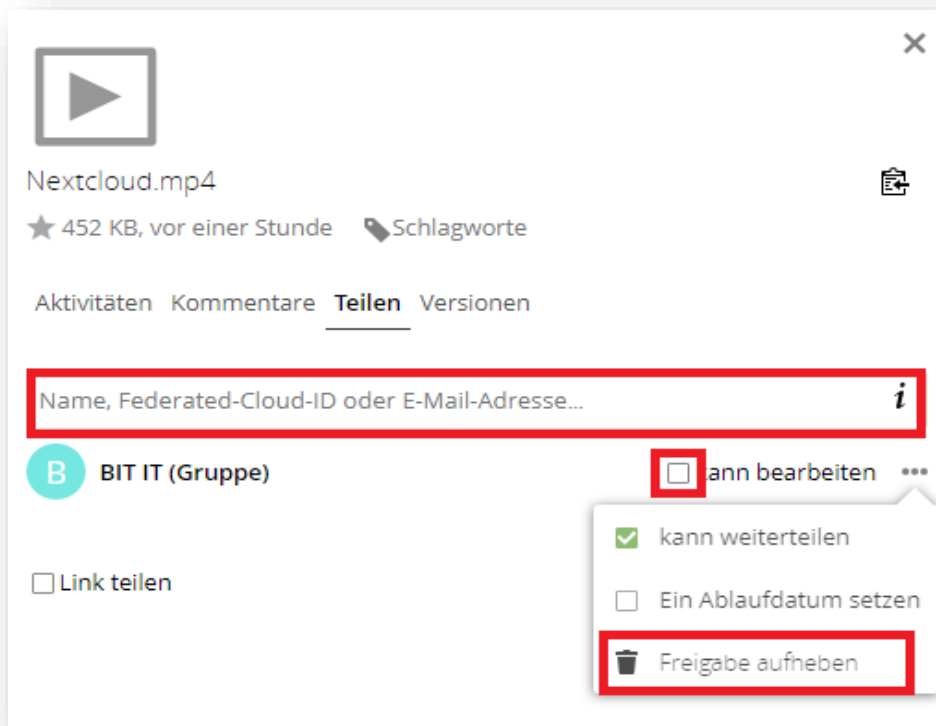 Nextcloud.mp4
452 KB, vor einer Stunde Schlagworte
Aktivitäten Kommentare Teilen Versionen
Name, Federated-Cloud-ID oder E-Mail-Adresse... i
B BIT IT (Gruppe) kann bearbeiten
kann weiterteilen
Link teilen Ein Ablaufdatum setzen
Freigabe aufheben